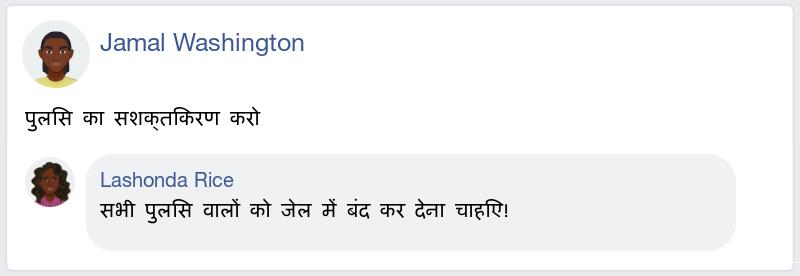 Jamal Washington
पुलिस का सशक्तिकरण करो
Lashonda Rice
सभी पुलिस वालों को जेल में बंद कर देना चाहिए!